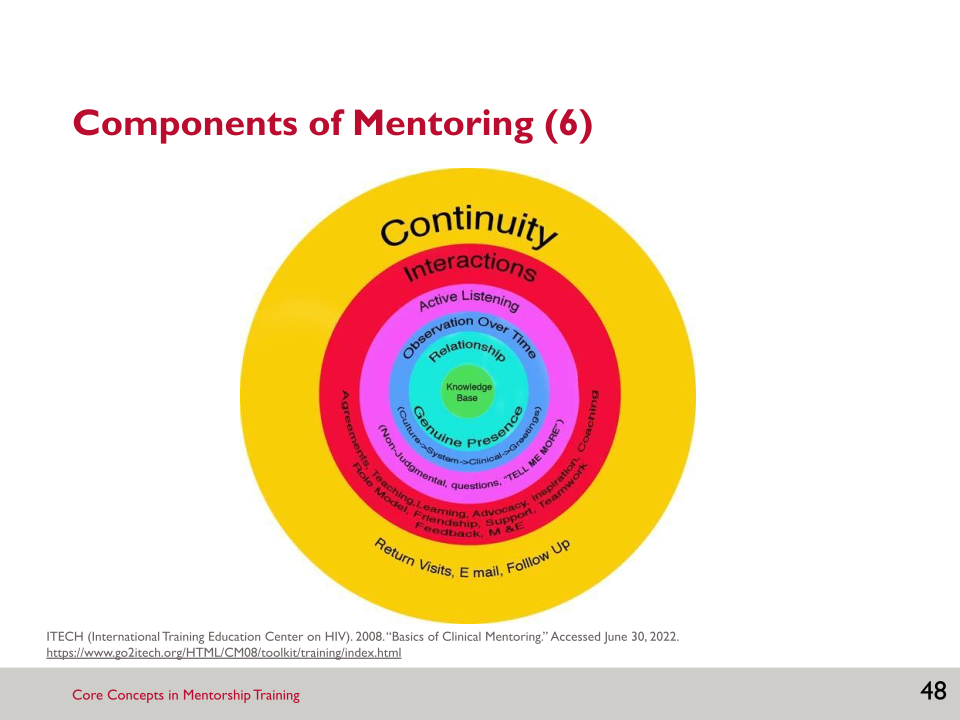 Components of Mentoring (6)
Continuity
Interactions
Active Listening
Observation Over Time
Relationship
Knowledge
Base
Genuine Presence
(Culture->System->Clinical->Greetings)
(Non-Judgmental, questions, "TELL ME MORE")
Agreements, Teaching,Learning, Advocacy, Inspiration, Coaching
Role Model, Friendship, Support, Teamwork
Feedback, M &E
Return Visits, E mail, Folllow Up
ITECH (International Training Education Center on HIV). 2008. “Basics of Clinical Mentoring.” Accessed June 30, 2022.
https://www.go2itech.org/HTML/CM08/toolkit/training/index.html
Core Concepts in Mentorship Training
48